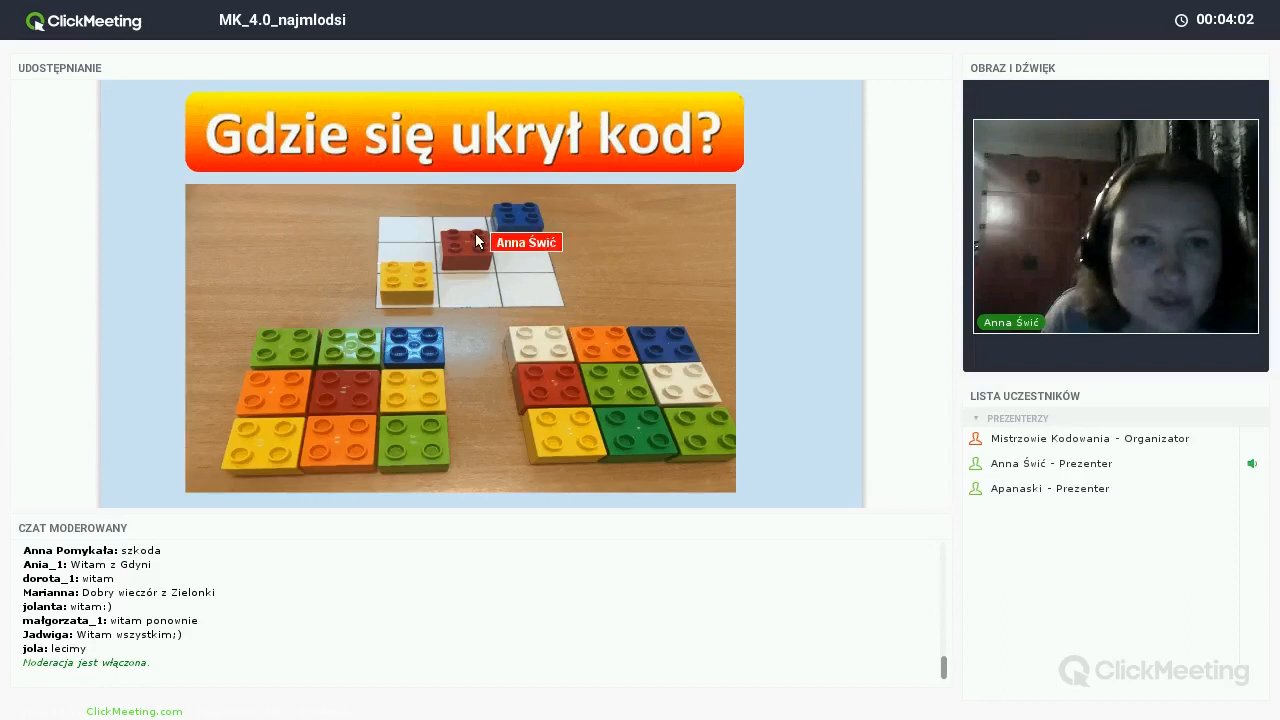 ClickMeeting
MK_4.0_najmlodsi
00:04:02
UDOSTĘPNIANIE
Gdzie się ukrył kod?
Anna Świć
OBRAZ I DŹWIĘK
Anna Świć
LISTA UCZESTNIKÓW
PREZENTERZY
Mistrzowie Kodowania - Organizator
Anna Świć - Prezenter
Apanaski - Prezenter
CZAT MODEROWANY
Anna Pomykała: szkoda
Ania_1: Witam z Gdyni
dorota_1: witam
Marianna: Dobry wieczór z Zielonki
jolanta: witam:)
małgorzata_1: witam ponownie
Jadwiga: Witam wszystkim;)
jola: lecimy
Moderacja jest włączona.
ClickMeeting
ClickMeeting.com